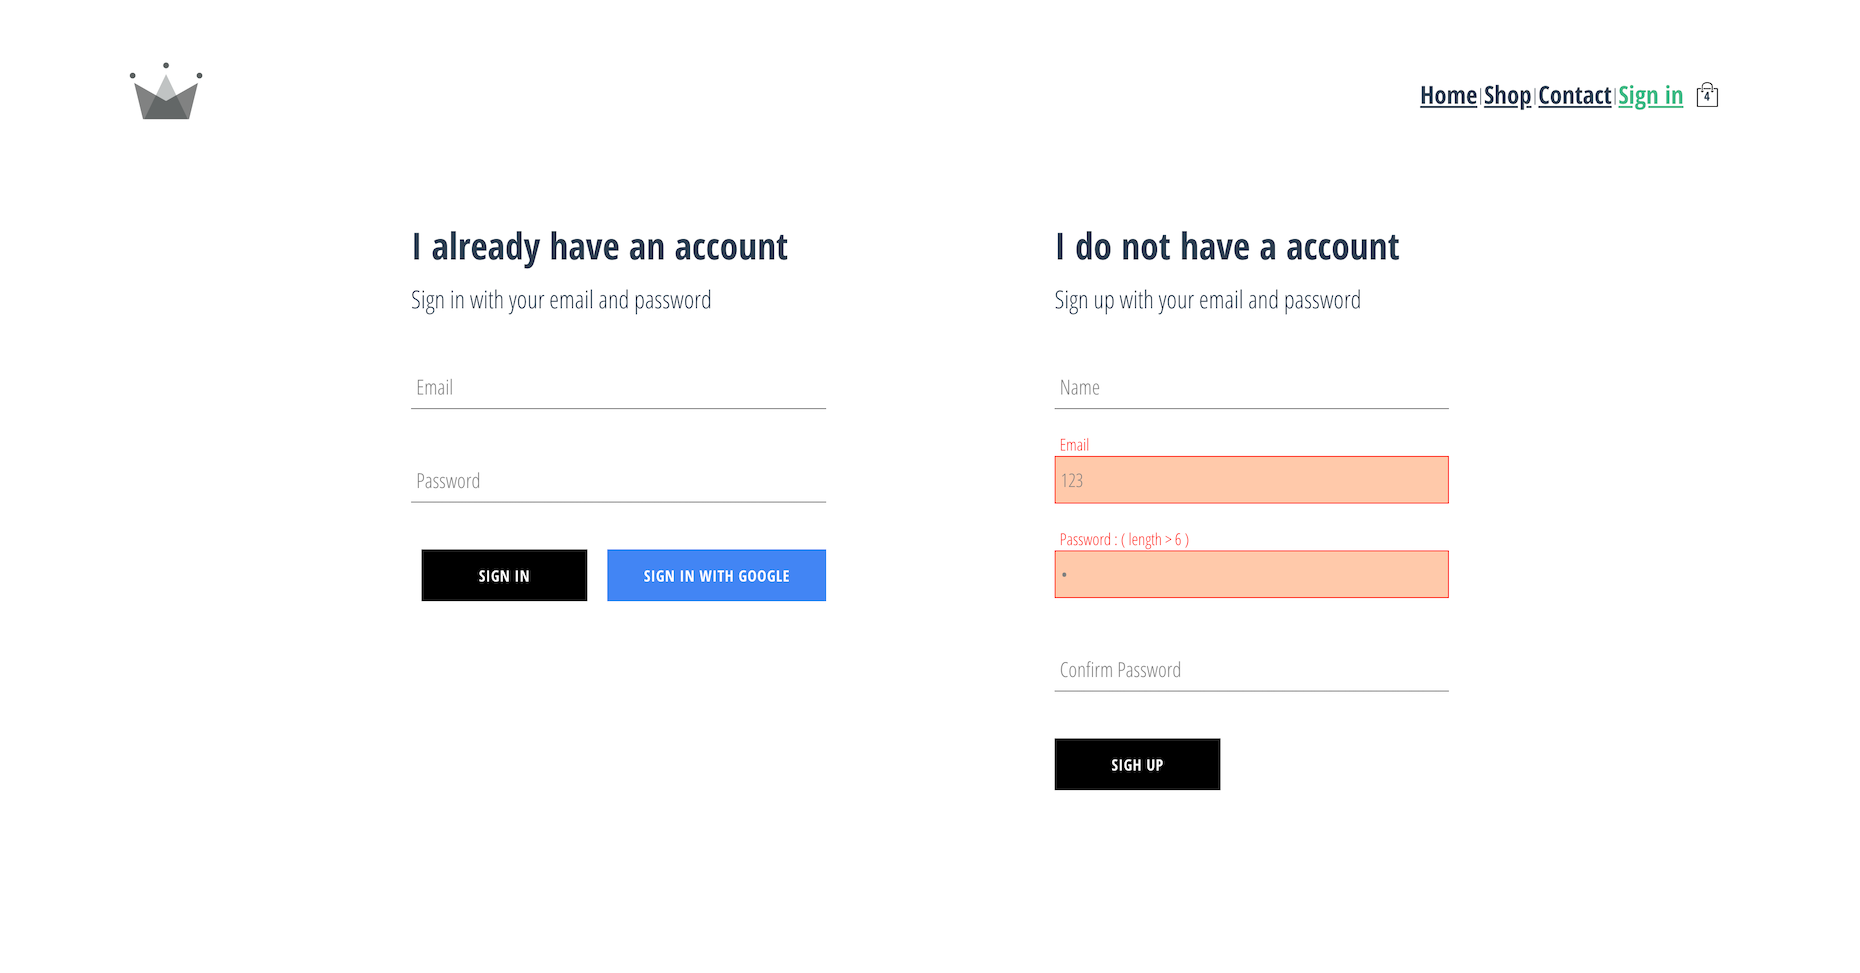 Home Shop Contact Sign in 4
I already have an account
Sign in with your email and password
Email
Password
SIGN IN SIGN IN WITH GOOGLE
I do not have a account
Sign up with your email and password
Name
Email
123
Password : ( length > 6 )
Confirm Password
SIGH UP